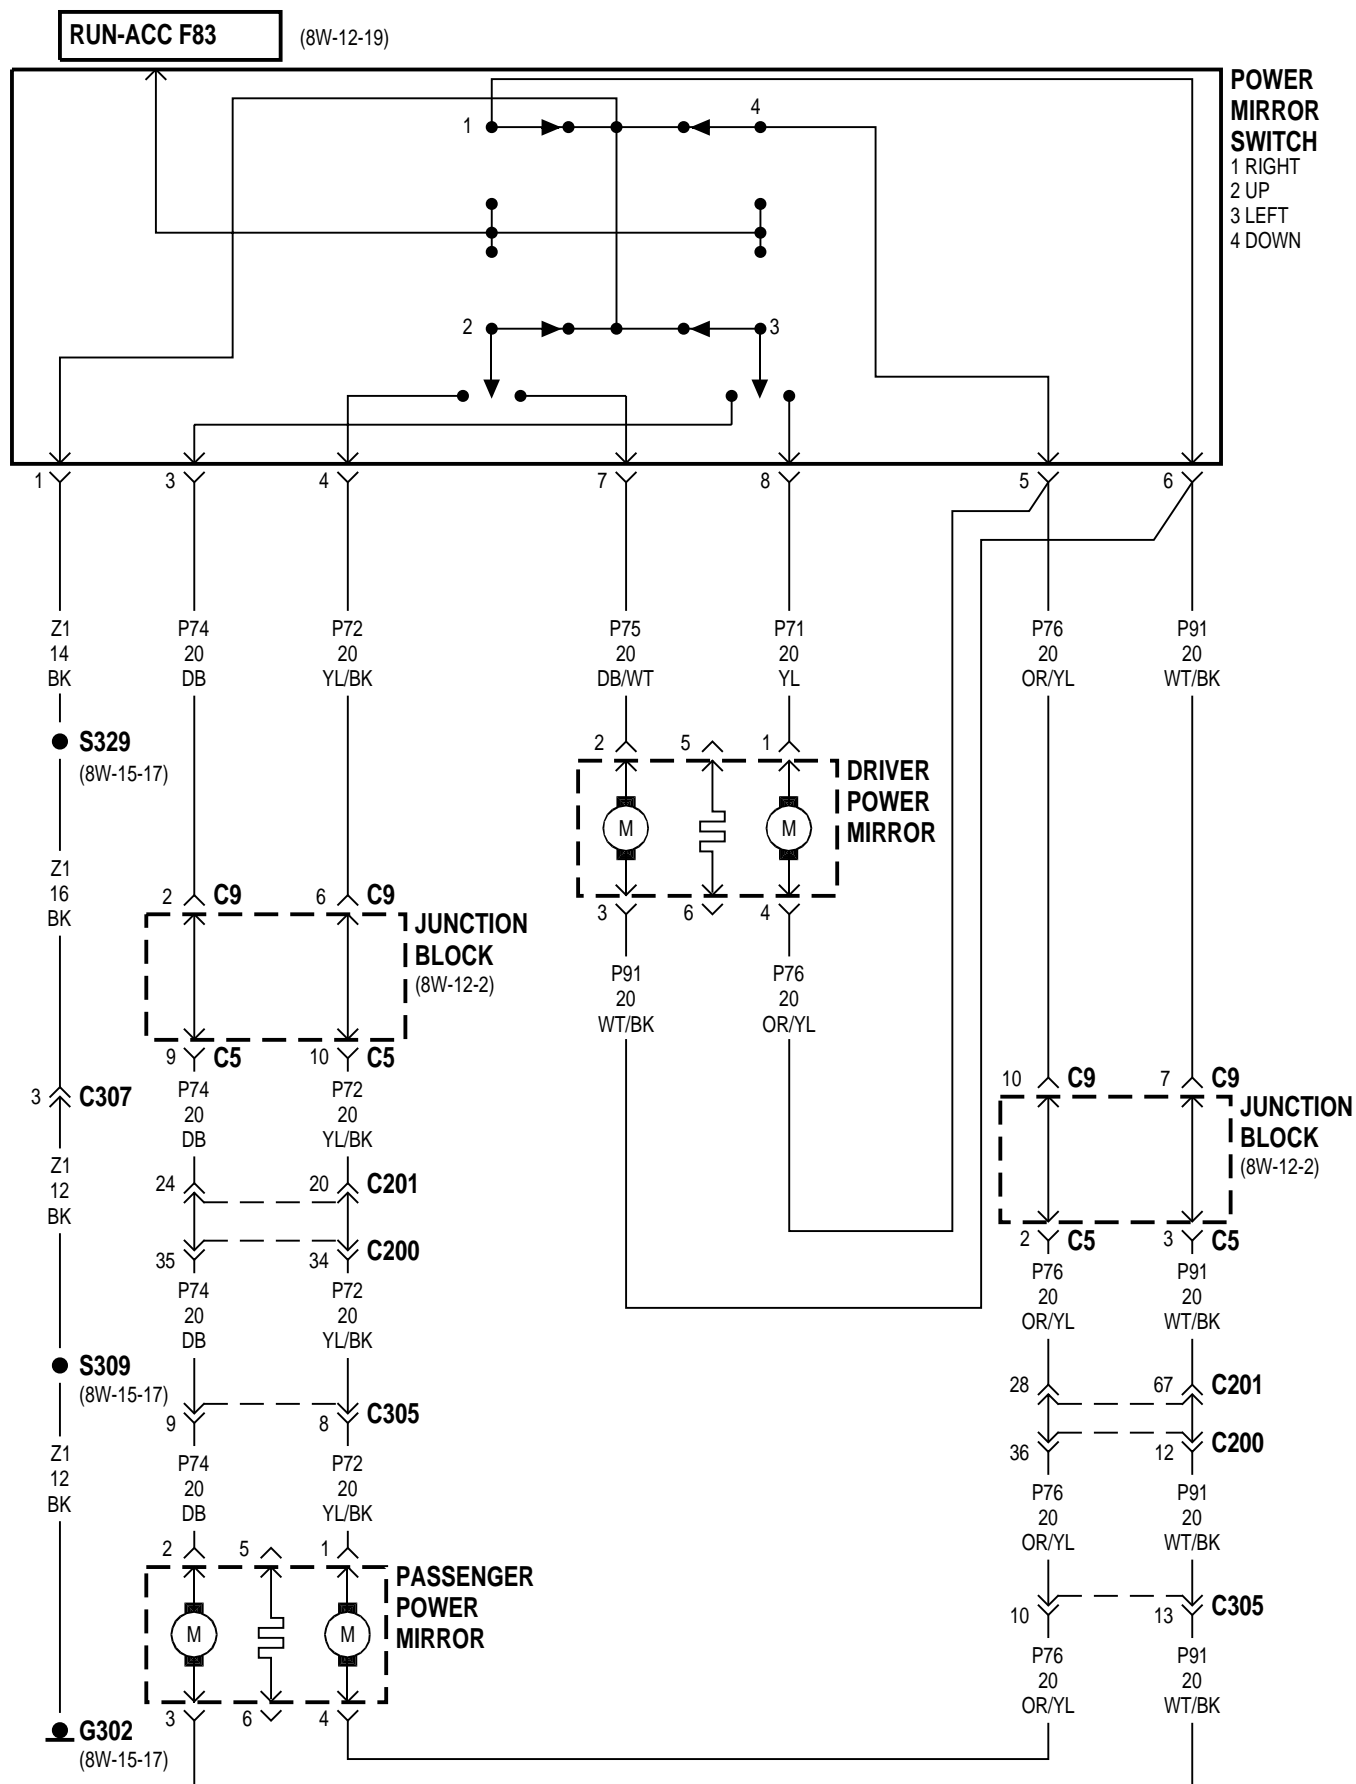 RUN-ACC F83 (8W-12-19)
POWER
MIRROR
SWITCH
1 RIGHT
2 UP
3 LEFT
4 DOWN
1 4
2 3
1 3 4 7 8 5 6
Z1 P74 P72 P75 P71 P76 P91
14 20 20 20 20 20 20
BK DB YL/BK DB/WT YL OR/YL WT/BK
S329
(8W-15-17)
2 5 1
DRIVER
POWER
MIRROR
M M
3 6 4
Z1
16
BK
2 C9 6 C9
JUNCTION
BLOCK
(8W-12-2)
P91 P76
20 20
WT/BK OR/YL
9 C5 10 C5
3 C307
P74 P72
20 20
DB YL/BK
10 C9 7 C9
JUNCTION
BLOCK
(8W-12-2)
Z1
12
BK
24 20 C201
35 34 C200
2 C5 3 C5
P74 P72
20 20
DB YL/BK
P76 P91
20 20
OR/YL WT/BK
S309
(8W-15-17)
9 8 C305
28 67 C201
36 12 C200
Z1
12
BK
P74 P72
20 20
DB YL/BK
P76 P91
20 20
OR/YL WT/BK
2 5 1
PASSENGER
POWER
MIRROR
M M
10 13 C305
P76 P91
20 20
OR/YL WT/BK
3 6 4
G302
(8W-15-17)